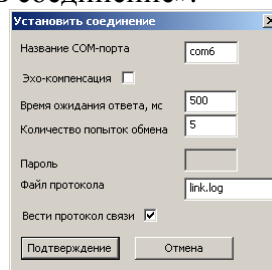 соединение».
Установить соединение
Название COM-порта com6
Эхо-компенсация
Время ожидания ответа, мс 500
Количество попыток обмена 5
Пароль
Файл протокола link.log
Вести протокол связи
Подтверждение Отмена